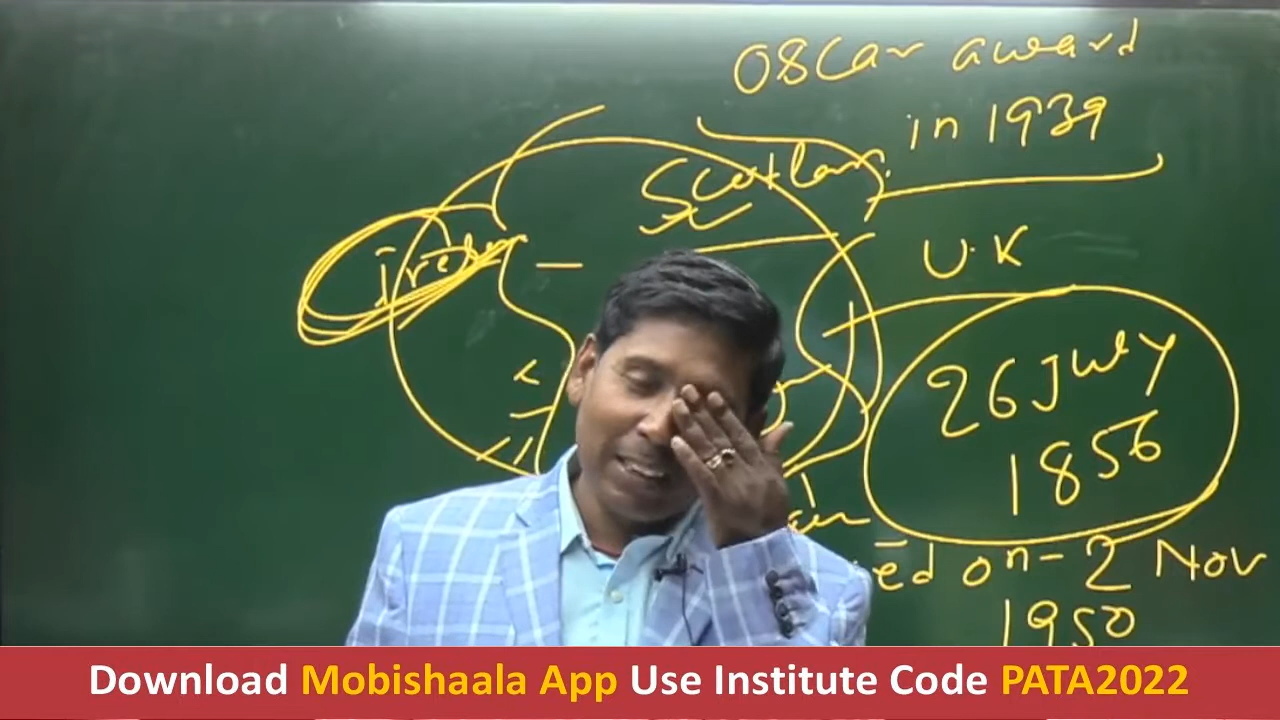 OScar award
in 1939
Scotlan
U.K
26 July
1856
ed on - 2 Nov
1950
Download Mobishaala App Use Institute Code PATA2022